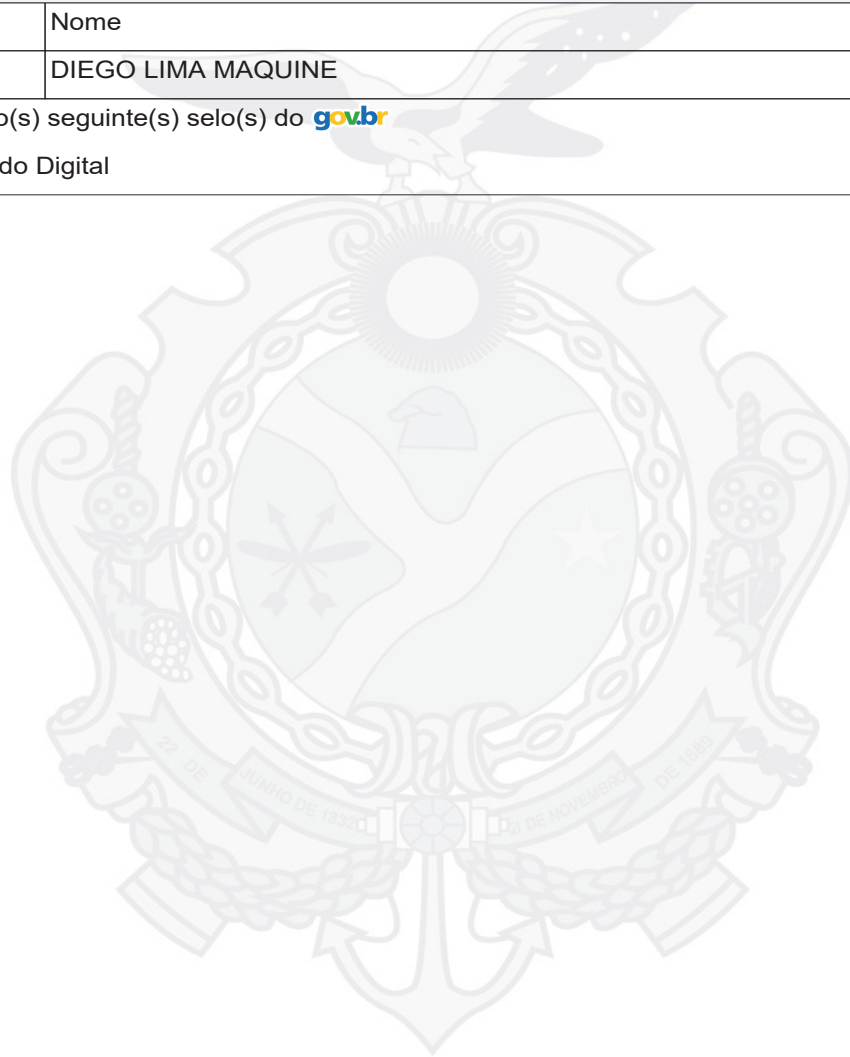 Nome
DIEGO LIMA MAQUINE
o(s) seguinte(s) selo(s) do gov.br
do Digital
22 DE JUNHO DE 1832 DE NOVEMBRO DE 1889